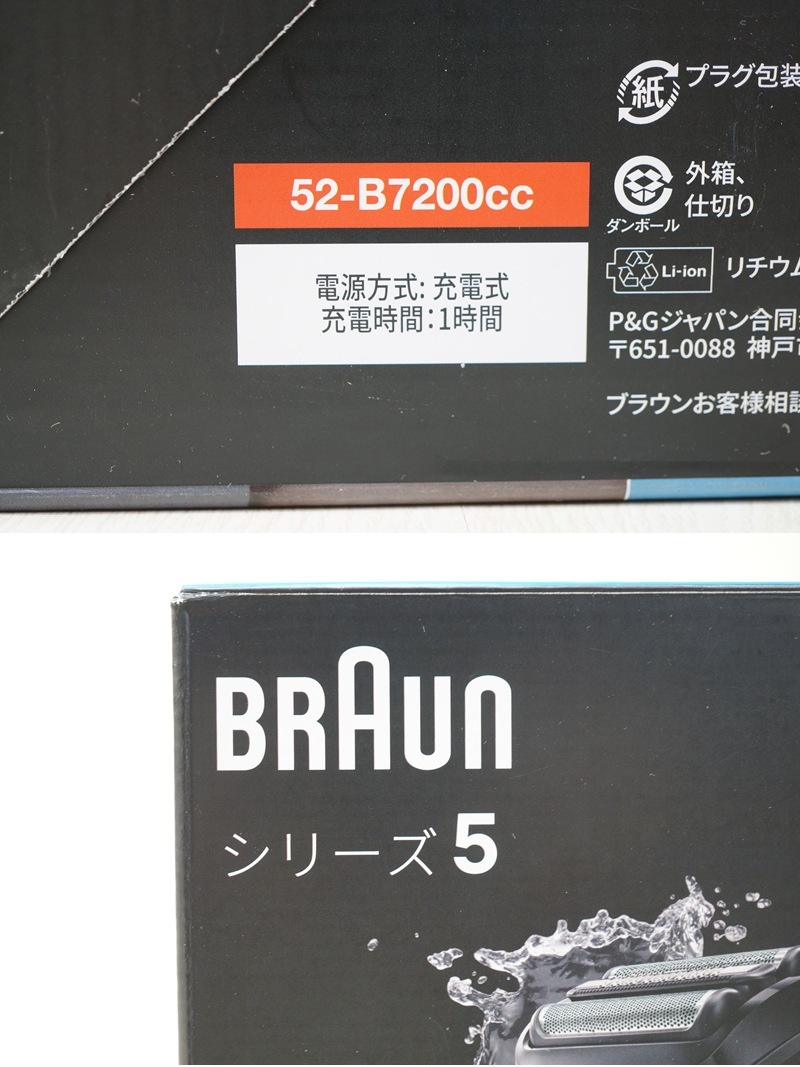 紙
プラグ包装
52-B7200cc
外箱、
仕切り
ダンボール
電源方式: 充電式
充電時間:1時間
Li-ion
リチウム
P&Gジャパン合同
〒651-0088 神戸
ブラウンお客様相談
BRAUN
シリーズ5